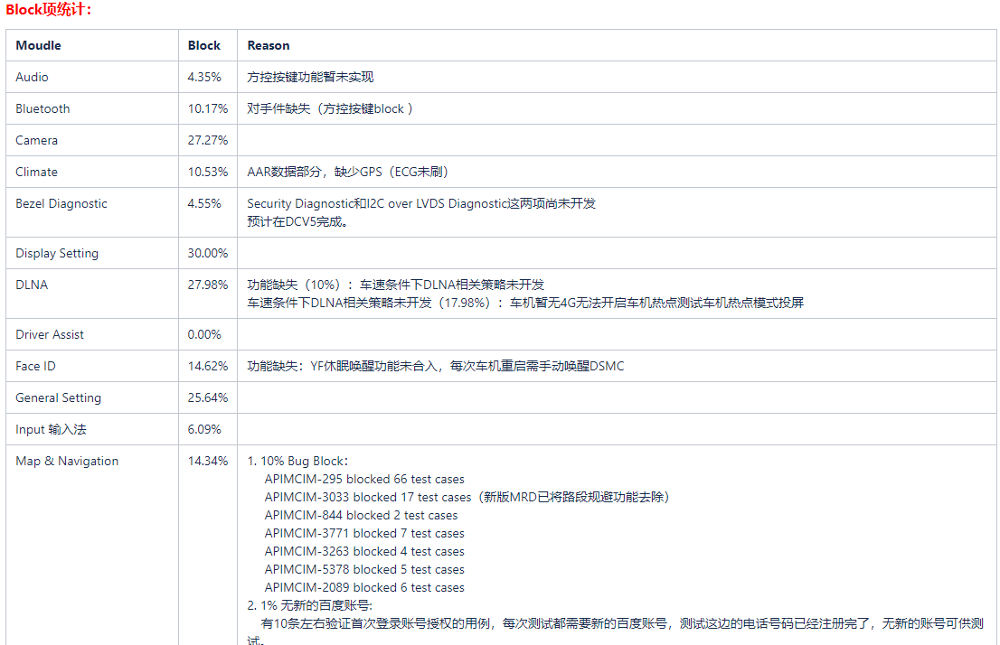 Block项统计：
Moudle Block Reason
Audio 4.35% 方控按键功能暂未实现
Bluetooth 10.17% 对手件缺失（方控按键block ）
Camera 27.27%
Climate 10.53% AAR数据部分，缺少GPS（ECG未刷）
Bezel Diagnostic 4.55% Security Diagnostic和I2C over LVDS Diagnostic这两项尚未开发
预计在DCV5完成。
Display Setting 30.00%
DLNA 27.98% 功能缺失（10%）：车速条件下DLNA相关策略未开发
车速条件下DLNA相关策略未开发（17.98%）：车机暂无4G无法开启车机热点测试车机热点模式投屏
Driver Assist 0.00%
Face ID 14.62% 功能缺失：YF休眠唤醒功能未合入，每次车机重启需手动唤醒DSMC
General Setting 25.64%
Input 输入法 6.09%
Map & Navigation 14.34% 1. 10% Bug Block：
APIMCIM-295 blocked 66 test cases
APIMCIM-3033 blocked 17 test cases（新版MRD已将路段规避功能去除）
APIMCIM-844 blocked 2 test cases
APIMCIM-3771 blocked 7 test cases
APIMCIM-3263 blocked 4 test cases
APIMCIM-5378 blocked 5 test cases
APIMCIM-2089 blocked 6 test cases
2. 1% 无新的百度账号:
有10条左右验证首次登录账号授权的用例，每次测试都需要新的百度账号，测试这边的电话号码已经注册完了，无新的账号可供测
试。